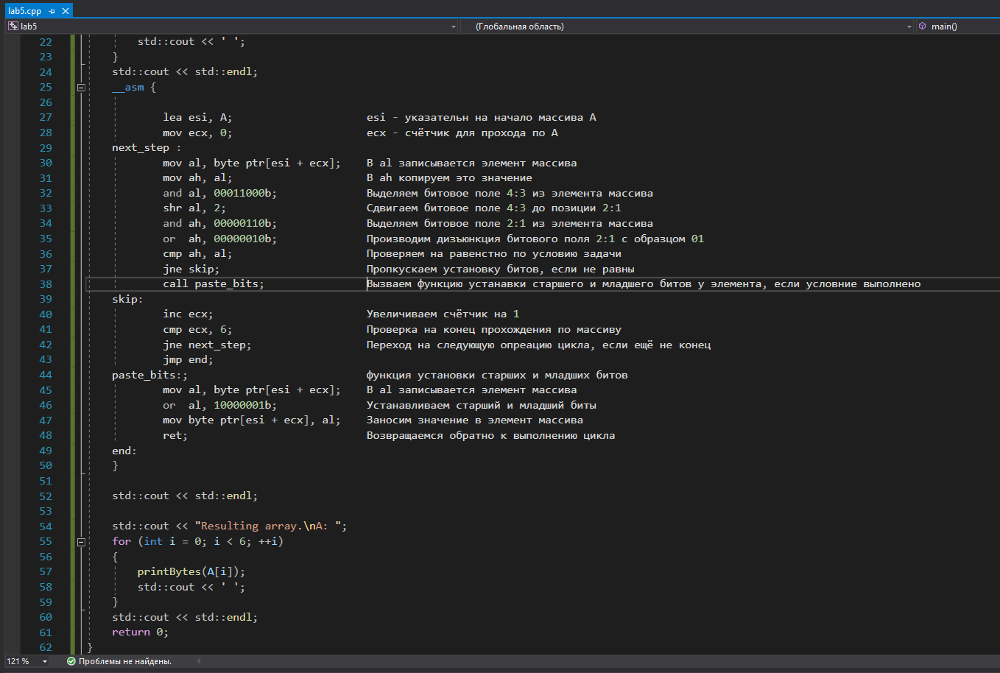 lab5.cpp
lab5 (Глобальная область) main()
22 std::cout << ' ';
23 }
24 std::cout << std::endl;
25 __asm {
26
27 lea esi, A; esi - указательн на начало массива A
28 mov ecx, 0; ecx - счётчик для прохода по A
29 next_step :
30 mov al, byte ptr[esi + ecx]; В al записывается элемент массива
31 mov ah, al; В ah копируем это значение
32 and al, 00011000b; Выделяем битовое поле 4:3 из элемента массива
33 shr al, 2; Сдвигаем битовое поле 4:3 до позиции 2:1
34 and ah, 00000110b; Выделяем битовое поле 2:1 из элемента массива
35 or ah, 00000010b; Производим дизъюнкция битового поля 2:1 с образцом 01
36 cmp ah, al; Проверяем на равенстно по условию задачи
37 jne skip; Пропкускаем установку битов, если не равны
38 call paste_bits; Вызваем функцию устанавки старшего и младшего битов у элемента, если условние выполнено
39 skip:
40 inc ecx; Увеличиваем счётчик на 1
41 cmp ecx, 6; Проверка на конец прохождения по массиву
42 jne next_step; Переход на следующую опреацию цикла, если ещё не конец
43 jmp end;
44 paste_bits:; функция установки старших и младших битов
45 mov al, byte ptr[esi + ecx]; В al записывается элемент массива
46 or al, 10000001b; Устанавливаем старший и младший биты
47 mov byte ptr[esi + ecx], al; Заносим значение в элемент массива
48 ret; Возвращаемся обратно к выполнению цикла
49 end:
50 }
51
52 std::cout << std::endl;
53
54 std::cout << "Resulting array.\nA: ";
55 for (int i = 0; i < 6; ++i)
56 {
57 printBytes(A[i]);
58 std::cout << ' ';
59 }
60 std::cout << std::endl;
61 return 0;
62 }
121 % Проблемы не найдены.